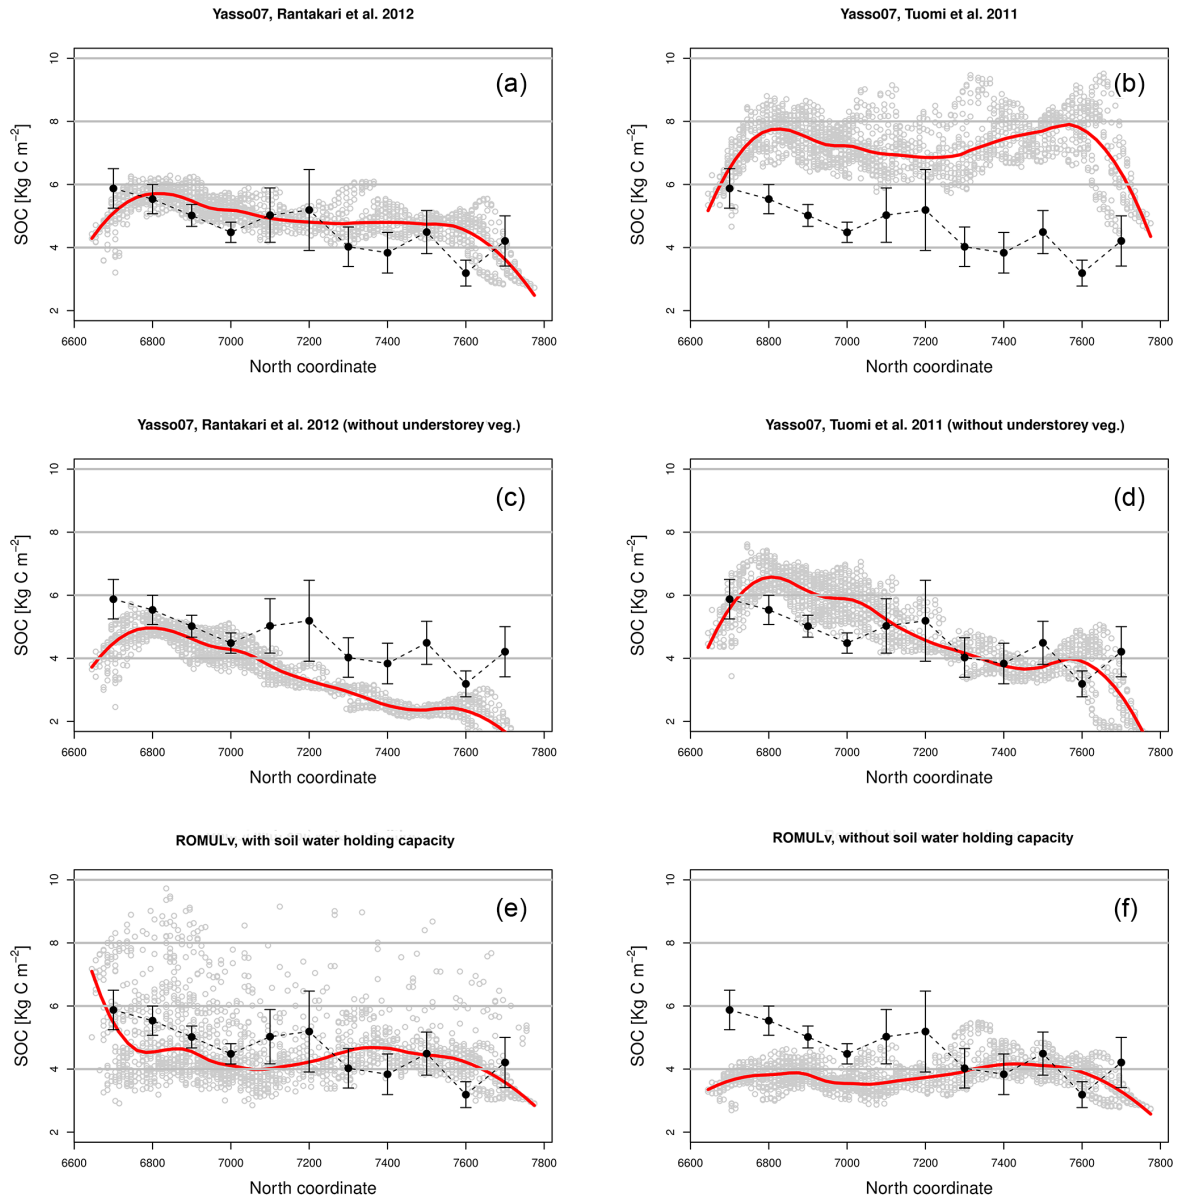 Yasso07, Rantakari et al. 2012
Yasso07, Tuomi et al. 2011
(a)
(b)
SOC [Kg C m−2]
10
8
6
4
2
6600 6800 7000 7200 7400 7600 7800
North coordinate
SOC [Kg C m−2]
10
8
6
4
2
6600 6800 7000 7200 7400 7600 7800
North coordinate
Yasso07, Rantakari et al. 2012 (without understorey veg.)
Yasso07, Tuomi et al. 2011 (without understorey veg.)
(c)
(d)
SOC [Kg C m−2]
10
8
6
4
2
6600 6800 7000 7200 7400 7600 7800
North coordinate
SOC [Kg C m−2]
10
8
6
4
2
6600 6800 7000 7200 7400 7600 7800
North coordinate
ROMULv, with soil water holding capacity
ROMULv, without soil water holding capacity
(e)
(f)
SOC [Kg C m−2]
10
8
6
4
2
6600 6800 7000 7200 7400 7600 7800
North coordinate
SOC [Kg C m−2]
10
8
6
4
2
6600 6800 7000 7200 7400 7600 7800
North coordinate